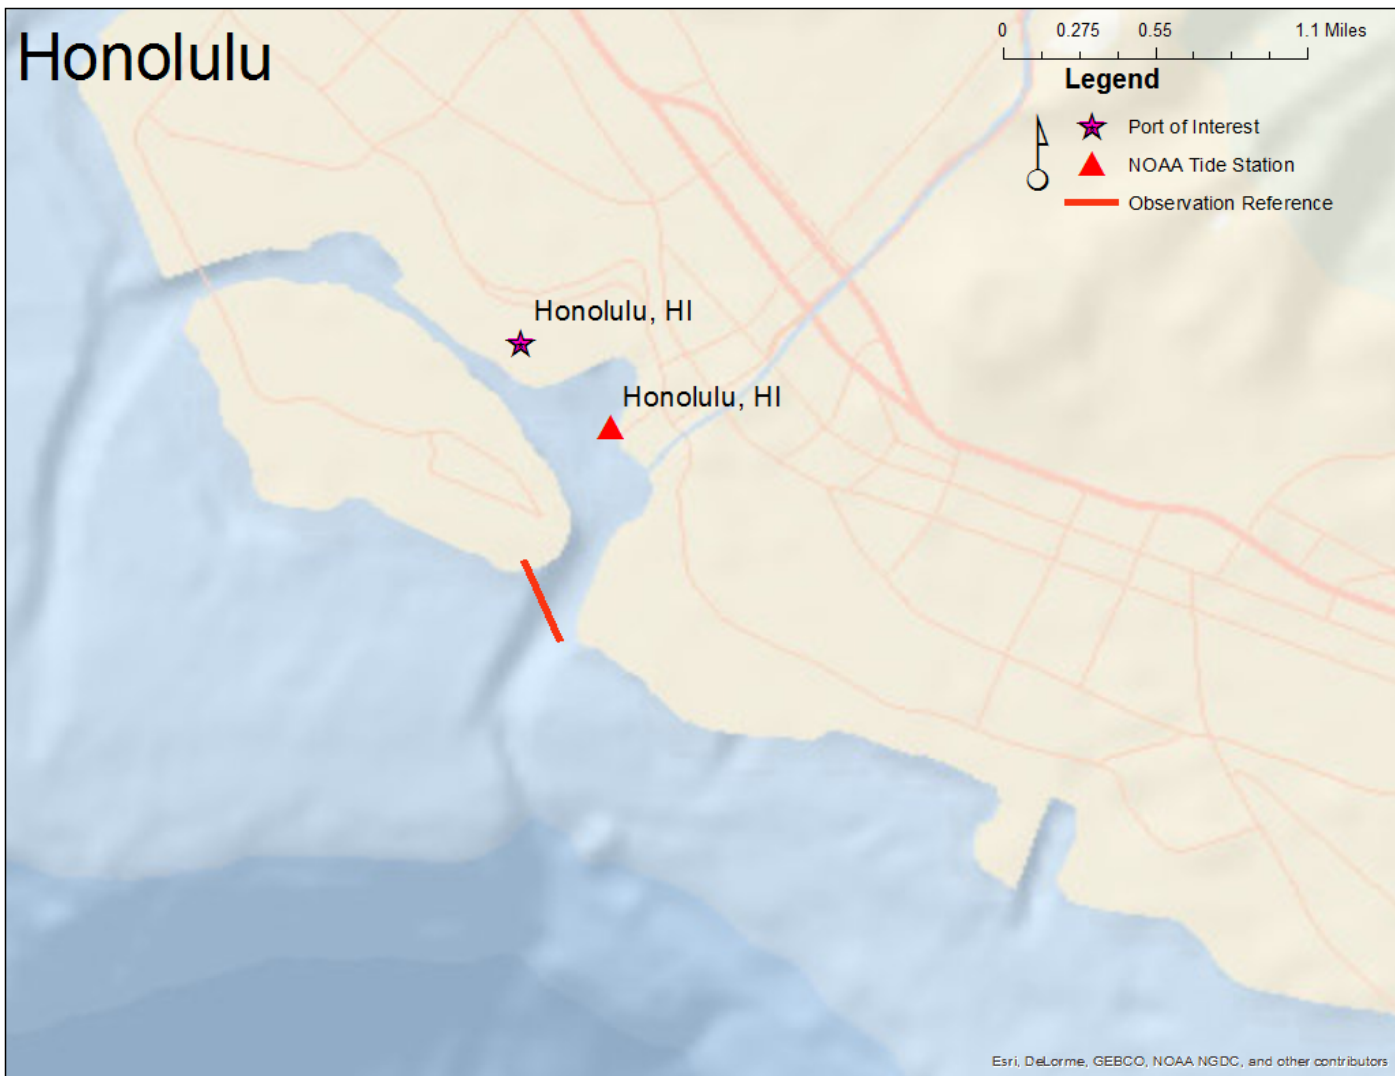 Honolulu
0 0.275 0.55 1.1 Miles
Legend
Port of Interest
NOAA Tide Station
Observation Reference
Honolulu, HI
Honolulu, HI
Esri, DeLorme, GEBCO, NOAA NGDC, and other contributors